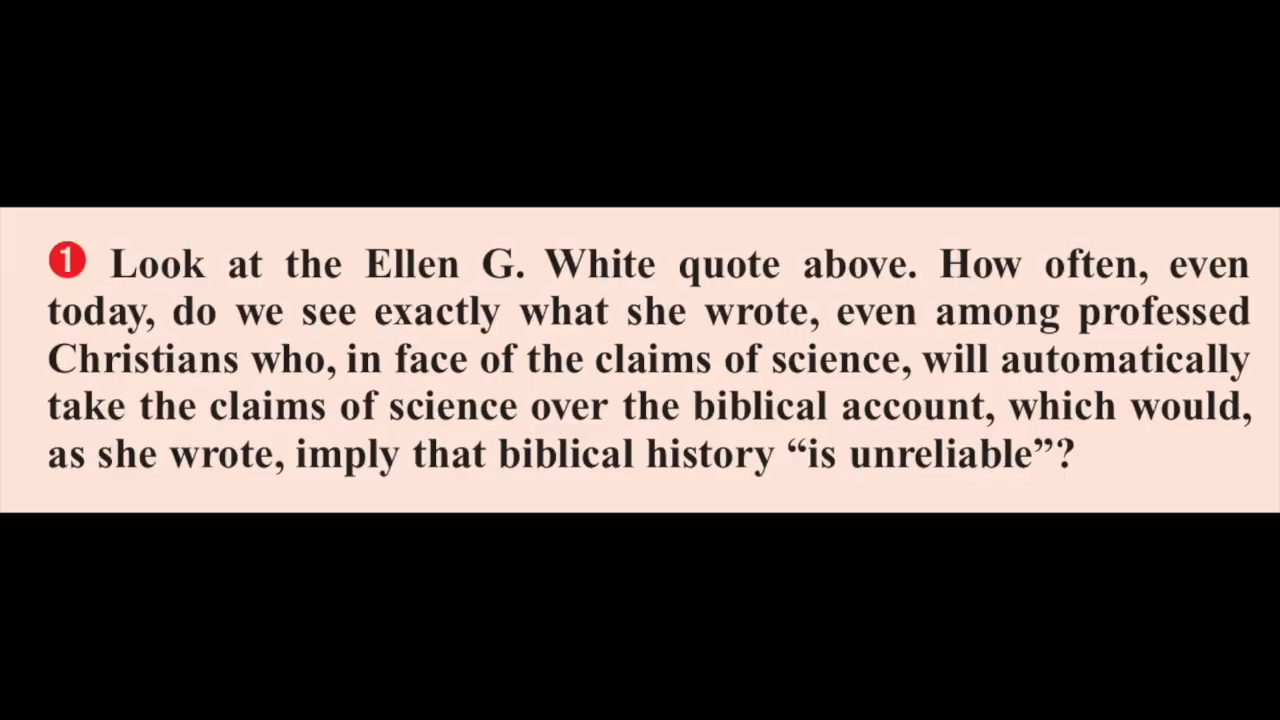 1 Look at the Ellen G. White quote above. How often, even
today, do we see exactly what she wrote, even among professed
Christians who, in face of the claims of science, will automatically
take the claims of science over the biblical account, which would,
as she wrote, imply that biblical history “is unreliable”?